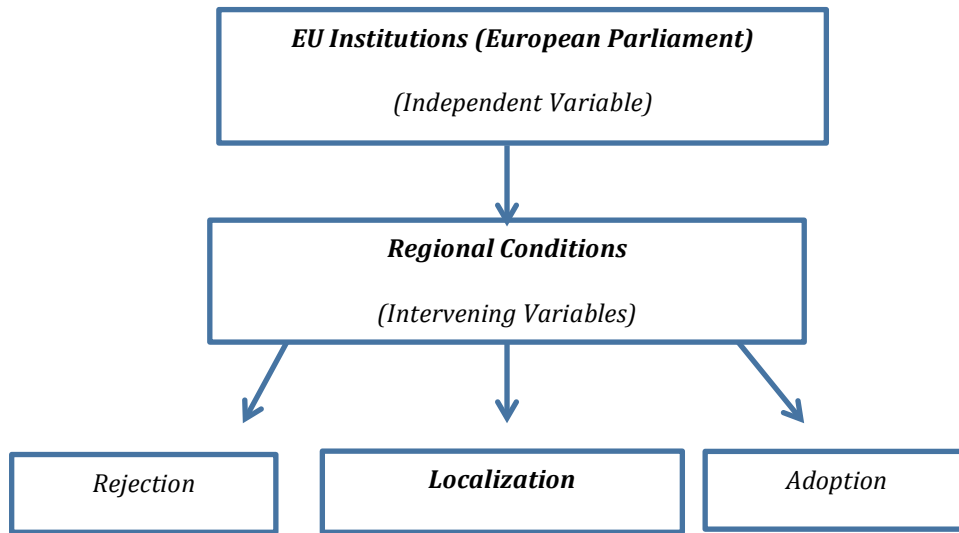 EU Institutions (European Parliament)
(Independent Variable)
Regional Conditions
(Intervening Variables)
Rejection
Localization
Adoption